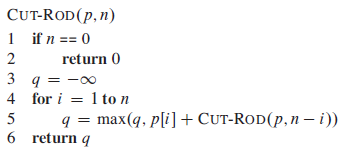 CUT-ROD(p, n)
1 if n == 0
2 return 0
3 q = −∞
4 for i = 1 to n
5 q = max(q, p[i] + CUT-ROD(p, n − i))
6 return q